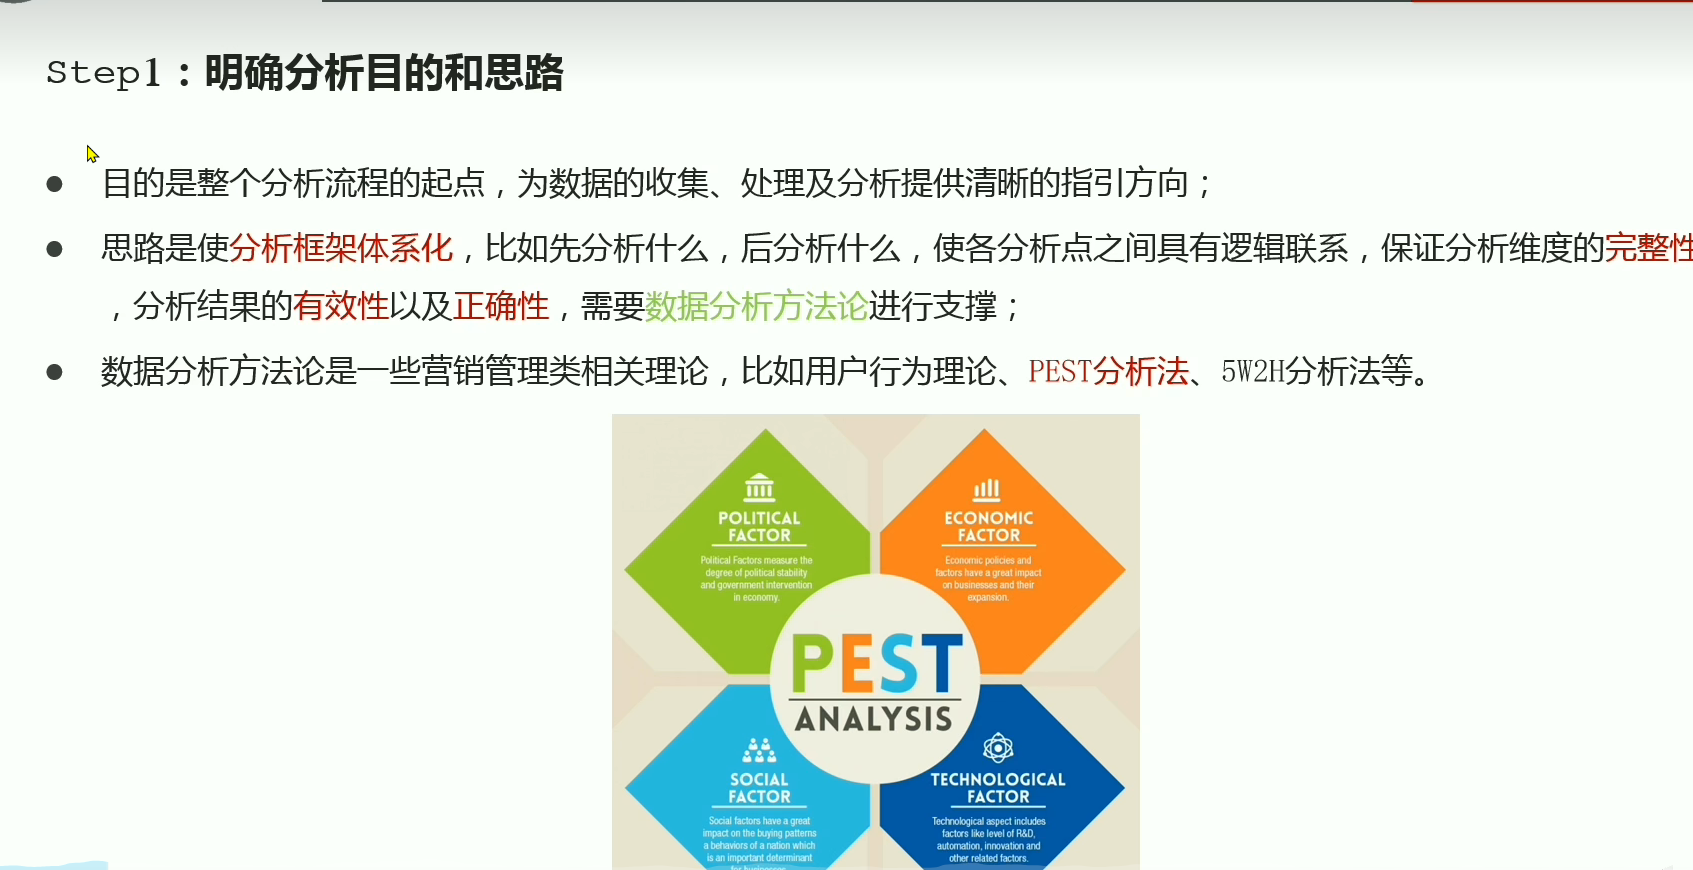 Step1：明确分析目的和思路
目的是整个分析流程的起点，为数据的收集、处理及分析提供清晰的指引方向；
思路是使分析框架体系化，比如先分析什么，后分析什么，使各分析点之间具有逻辑联系，保证分析维度的完整性
，分析结果的有效性以及正确性，需要数据分析方法论进行支撑；
数据分析方法论是一些营销管理类相关理论，比如用户行为理论、PEST分析法、5W2H分析法等。
POLITICAL
FACTOR
Political Factors measure the
degree of political stability
and government intervention
in economy.
ECONOMIC
FACTOR
Economic policies and
factors have a great impact
on businesses and their
expansion.
PEST
ANALYSIS
SOCIAL
FACTOR
Social factors have a great
impact on the buying patterns
a behaviors of a nation which
is an important determinant
for businesses
TECHNOLOGICAL
FACTOR
Technological aspect includes
factors like level of R&D,
automation, innovation and
other related factors.